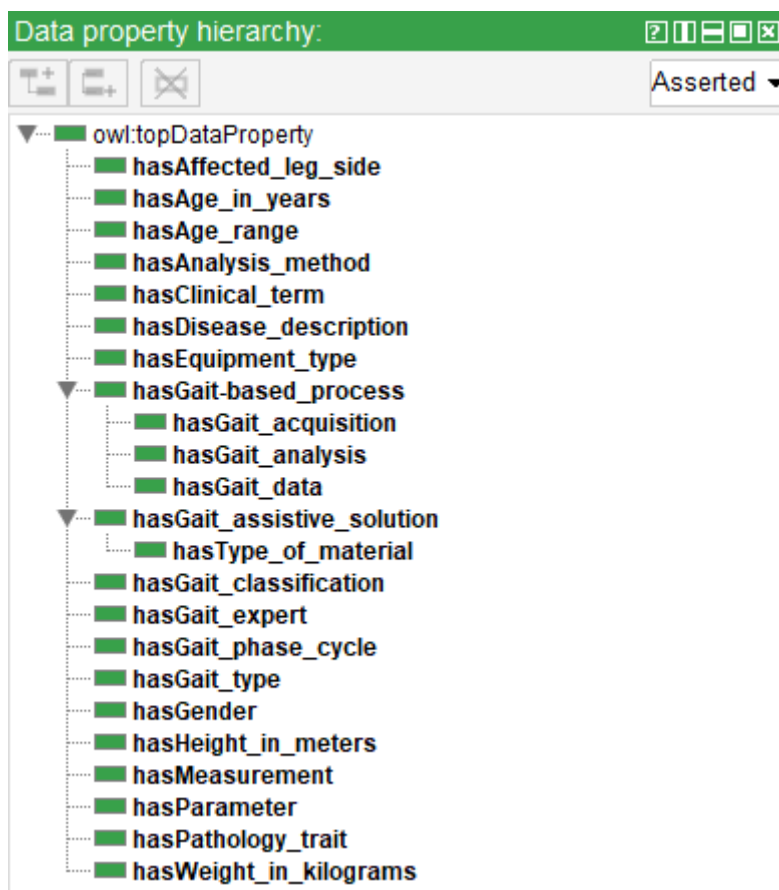 Data property hierarchy:
Asserted
owl:topDataProperty
hasAffected_leg_side
hasAge_in_years
hasAge_range
hasAnalysis_method
hasClinical_term
hasDisease_description
hasEquipment_type
hasGait-based_process
hasGait_acquisition
hasGait_analysis
hasGait_data
hasGait_assistive_solution
hasType_of_material
hasGait_classification
hasGait_expert
hasGait_phase_cycle
hasGait_type
hasGender
hasHeight_in_meters
hasMeasurement
hasParameter
hasPathology_trait
hasWeight_in_kilograms